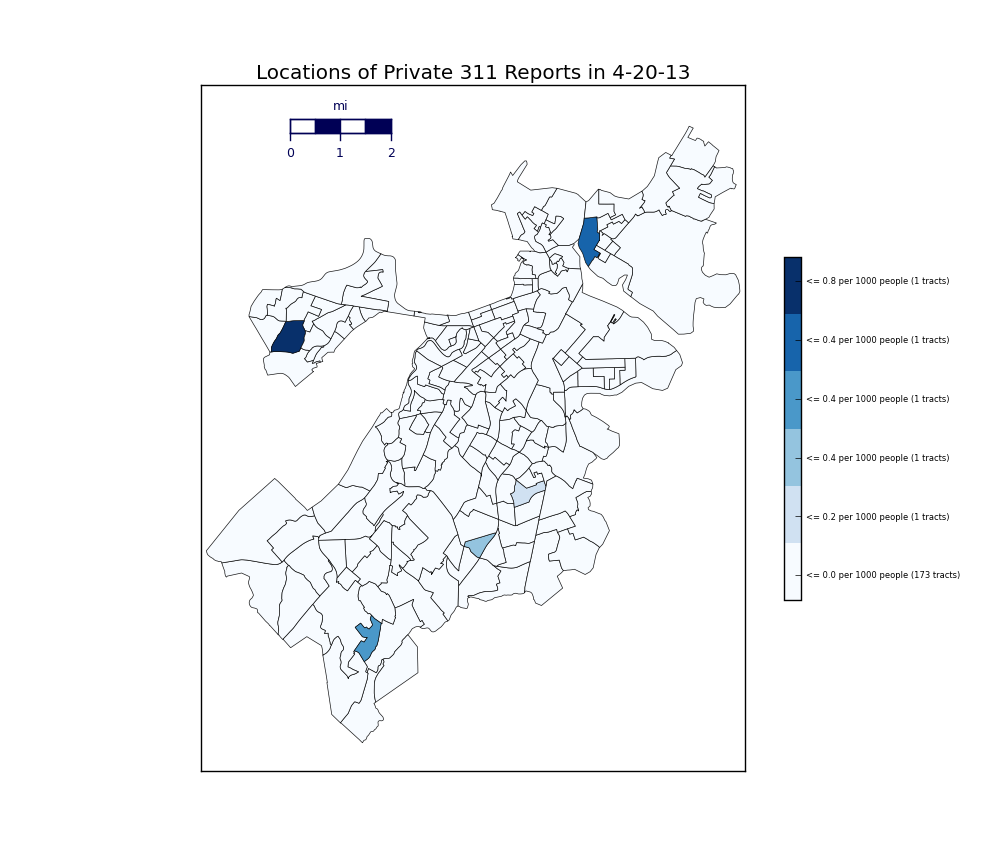 Locations of Private 311 Reports in 4-20-13
mi
0 1 2
<= 0.8 per 1000 people (1 tracts)
<= 0.4 per 1000 people (1 tracts)
<= 0.4 per 1000 people (1 tracts)
<= 0.4 per 1000 people (1 tracts)
<= 0.2 per 1000 people (1 tracts)
<= 0.0 per 1000 people (173 tracts)